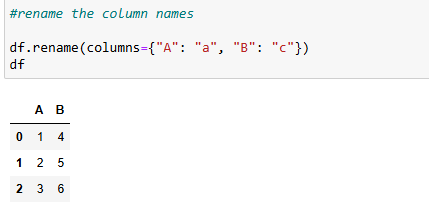 #rename the column names
df.rename(columns={"A": "a", "B": "c"})
df
A B
0 1 4
1 2 5
2 3 6